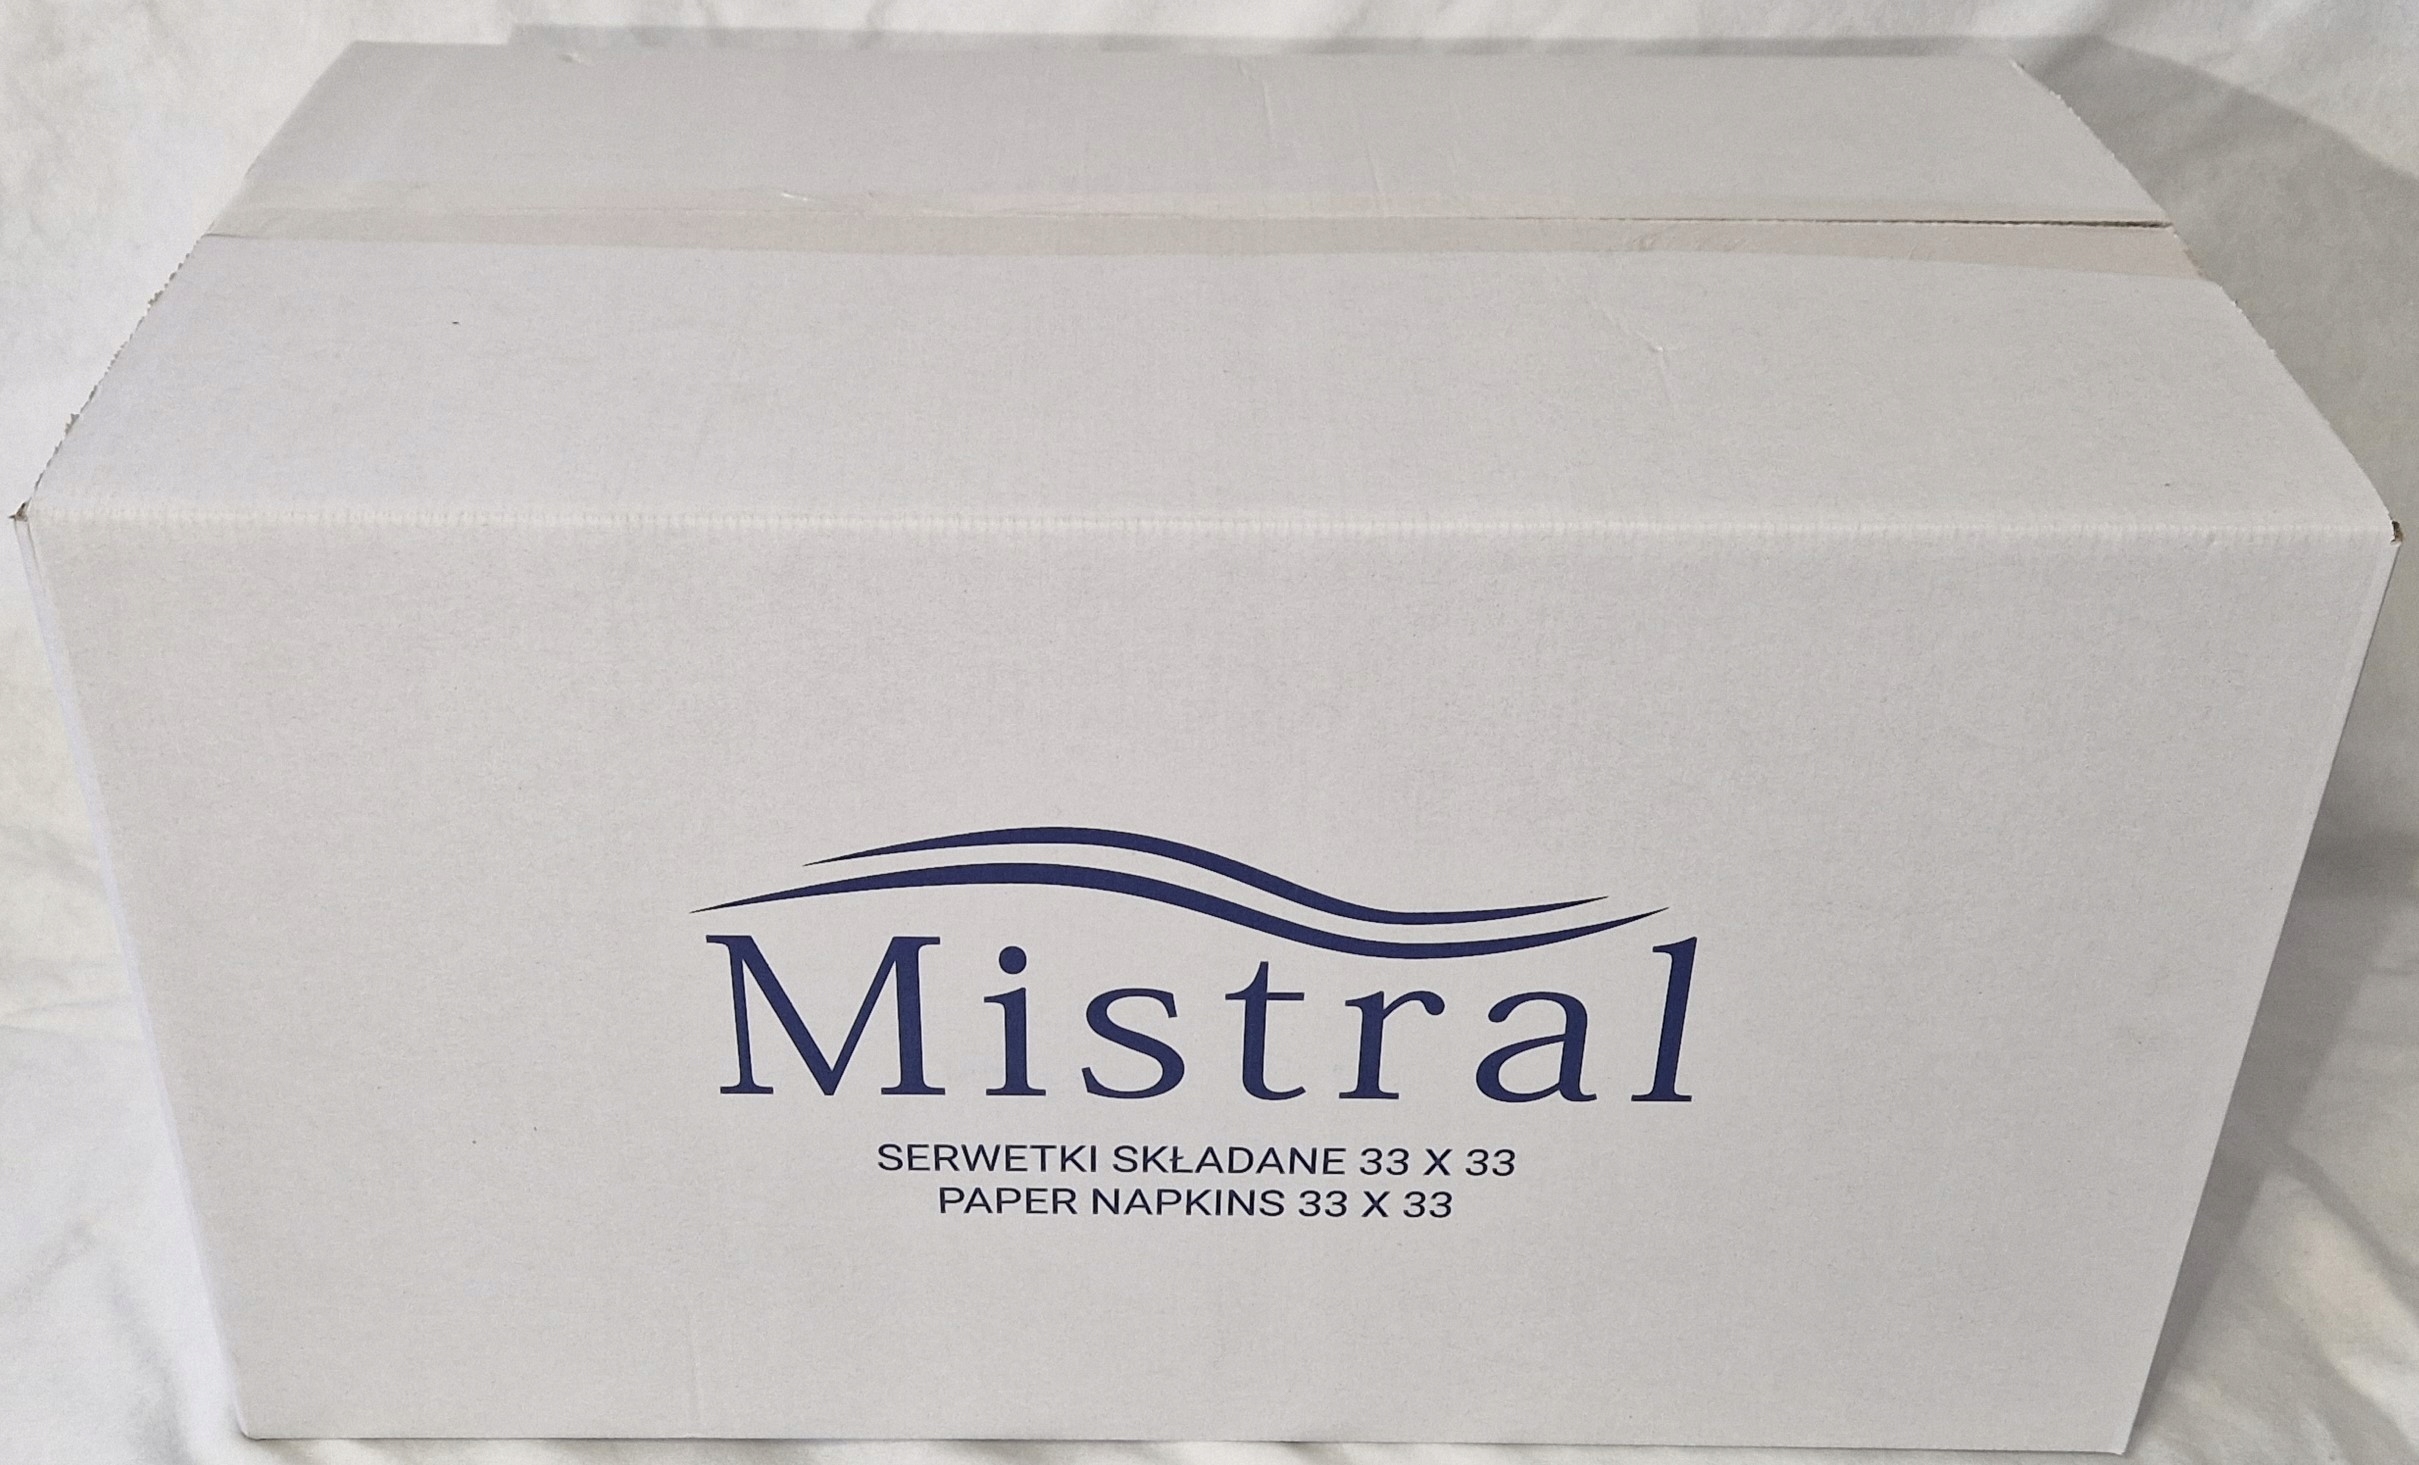 Mistral
SERWETKI SKŁADANE 33 X 33
PAPER NAPKINS 33 X 33